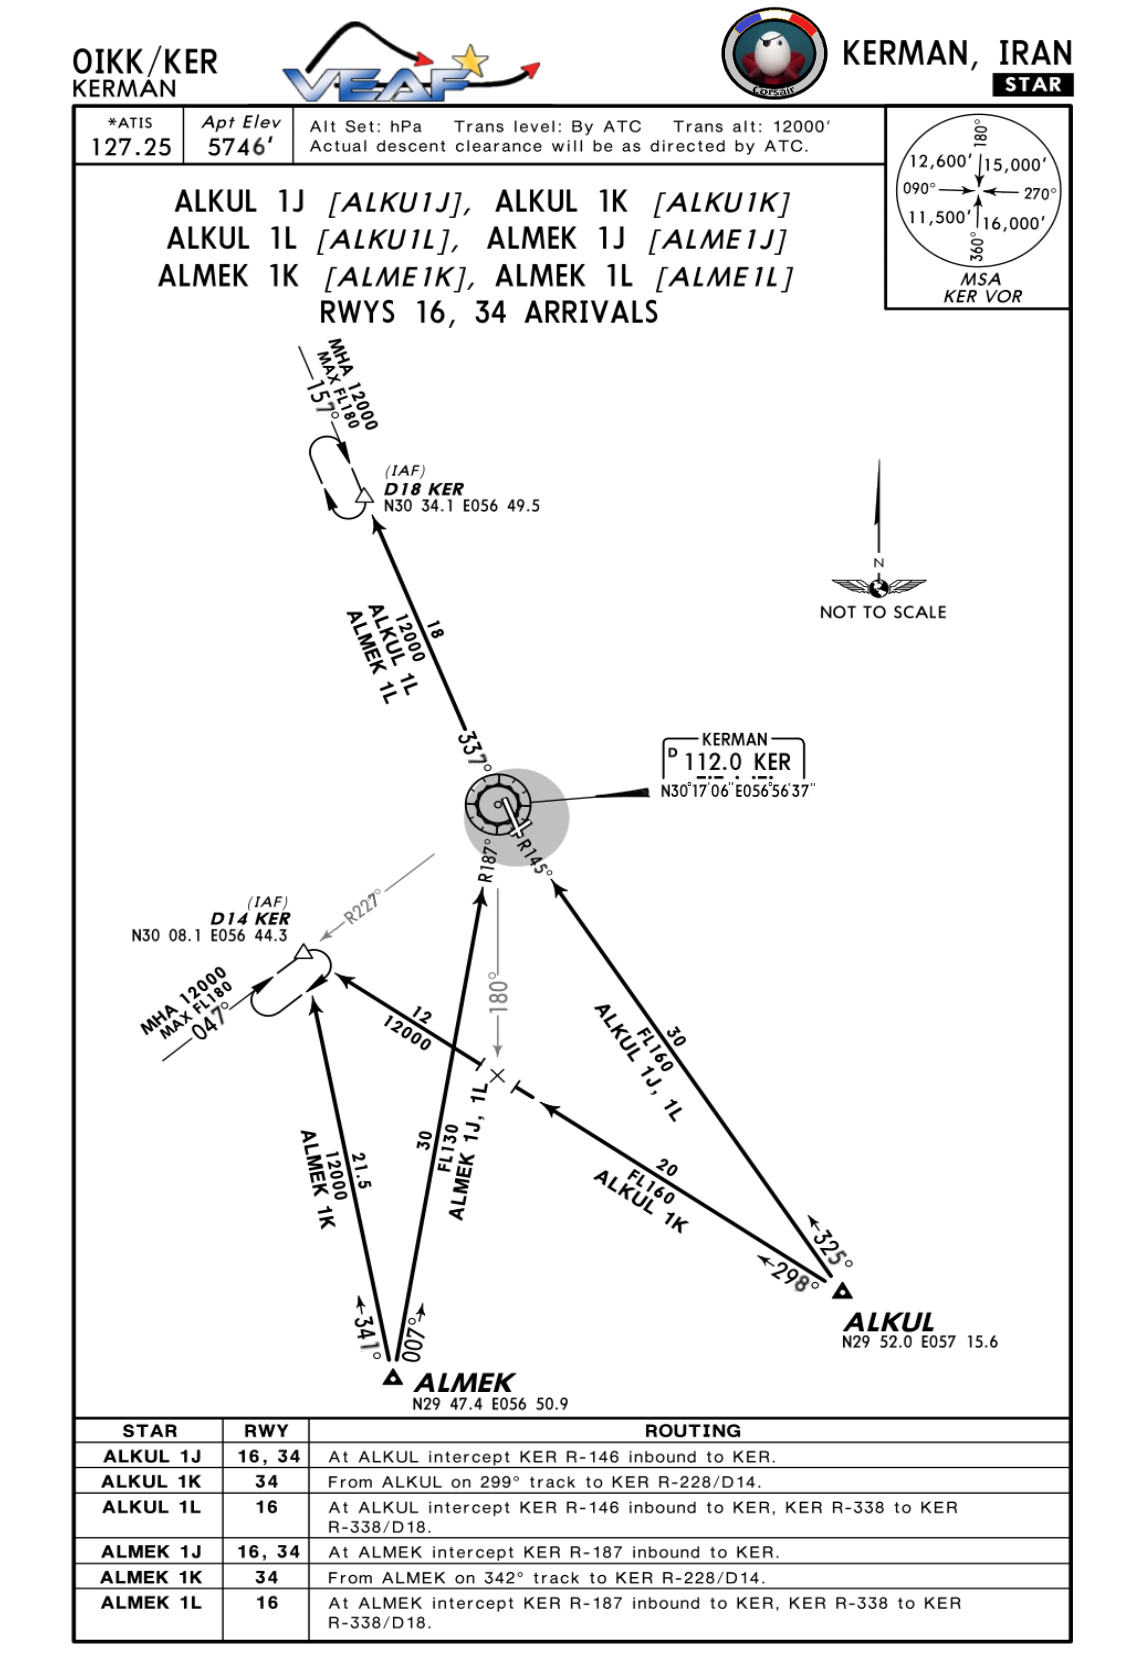 OIKK/KER
KERMAN
VEAF
Corsair
KERMAN, IRAN
STAR
*ATIS
127.25
Apt Elev
5746'
Alt Set: hPa Trans level: By ATC Trans alt: 12000'
Actual descent clearance will be as directed by ATC.
180°
12,600' 15,000'
090° 270°
11,500' 16,000'
360°
MSA
KER VOR
ALKUL 1J [ALKU1J], ALKUL 1K [ALKU1K]
ALKUL 1L [ALKU1L], ALMEK 1J [ALME1J]
ALMEK 1K [ALME1K], ALMEK 1L [ALME1L]
RWYS 16, 34 ARRIVALS
MHA 12000
MAX FL180
157°
(IAF)
D18 KER
N30 34.1 E056 49.5
N
NOT TO SCALE
18
12000
ALKUL 1L
ALMEK 1L
337°
KERMAN
D 112.0 KER
N30°17'06"E056°56'37"
R187°
R145°
(IAF)
D14 KER
N30 08.1 E056 44.3
R227°
MHA 12000
MAX FL180
047°
180°
12
12000
30
FL160
ALKUL 1J, 1L
21.5
12000
ALMEK 1K
30
FL130
ALMEK 1J, 1L
20
FL160
ALKUL 1K
325°
298°
ALKUL
N29 52.0 E057 15.6
341°
007°
ALMEK
N29 47.4 E056 50.9
STAR RWY ROUTING
ALKUL 1J 16, 34 At ALKUL intercept KER R-146 inbound to KER.
ALKUL 1K 34 From ALKUL on 299° track to KER R-228/D14.
ALKUL 1L 16 At ALKUL intercept KER R-146 inbound to KER, KER R-338 to KER
R-338/D18.
ALMEK 1J 16, 34 At ALMEK intercept KER R-187 inbound to KER.
ALMEK 1K 34 From ALMEK on 342° track to KER R-228/D14.
ALMEK 1L 16 At ALMEK intercept KER R-187 inbound to KER, KER R-338 to KER
R-338/D18.